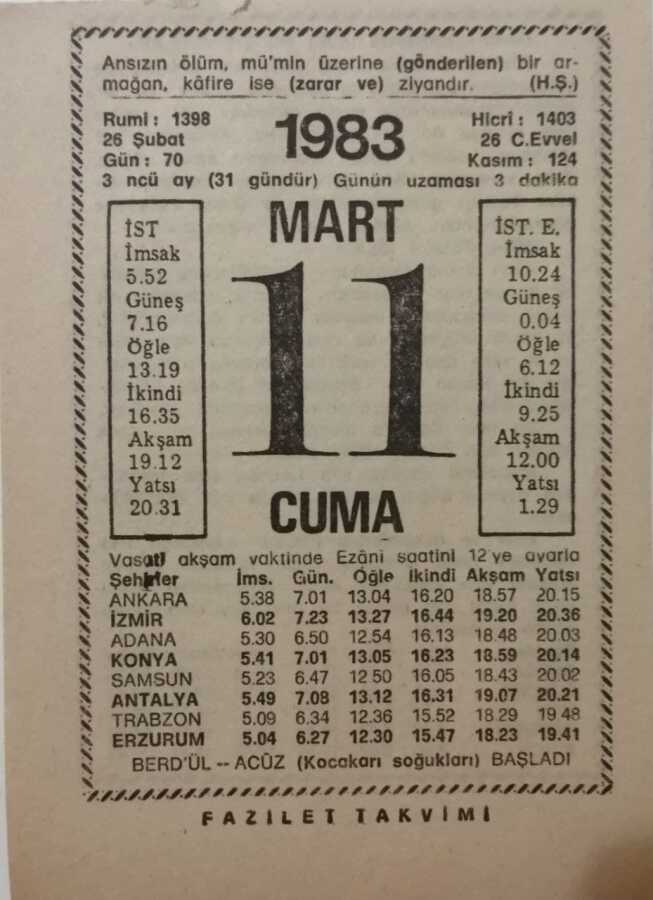 Ansızın ölüm, mü'min üzerine (gönderilen) bir ar-
mağan, kâfire ise (zarar ve) ziyandır. (H.Ş.)
Rumi : 1398
26 Şubat
Gün : 70
1983
Hicri : 1403
26 C.Evvel
Kasım : 124
3 ncü ay (31 gündür) Günün uzaması 3 dakika
MART
11
CUMA
İST
İmsak
5.52
Güneş
7.16
Öğle
13.19
İkindi
16.35
Akşam
19.12
Yatsı
20.31
İST. E.
İmsak
10.24
Güneş
0.04
Öğle
6.12
İkindi
9.25
Akşam
12.00
Yatsı
1.29
Vasati akşam vaktinde Ezâni saatini 12'ye ayarla
Şehirler İms. Gün. Öğle İkindi Akşam Yatsı
ANKARA 5.38 7.01 13.04 16.20 18.57 20.15
İZMİR 6.02 7.23 13.27 16.44 19.20 20.36
ADANA 5.30 6.50 12.54 16.13 18.48 20.03
KONYA 5.41 7.01 13.05 16.23 18.59 20.14
SAMSUN 5.23 6.47 12.50 16.05 18.43 20.02
ANTALYA 5.49 7.08 13.12 16.31 19.07 20.21
TRABZON 5.09 6.34 12.36 15.52 18.29 19.48
ERZURUM 5.04 6.27 12.30 15.47 18.23 19.41
BERD'ÜL -- ACÛZ (Kocakarı soğukları) BAŞLADI
FAZİLET TAKVİMİ